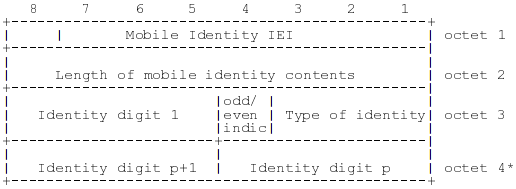 8 7 6 5 4 3 2 1
Mobile Identity IEI octet 1
Length of mobile identity contents octet 2
odd/
Identity digit 1 even Type of identity octet 3
indic
Identity digit p+1 Identity digit p octet 4*